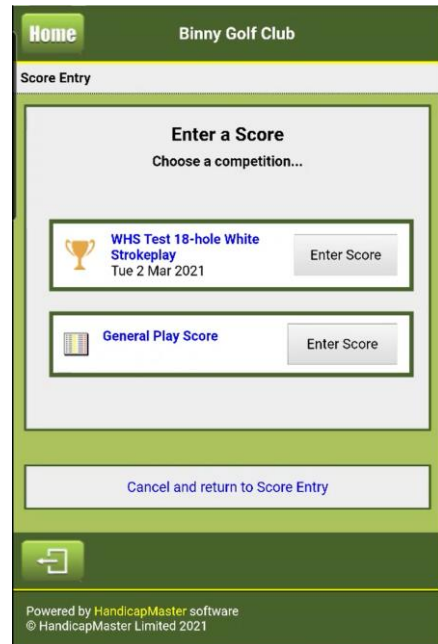 Home
Binny Golf Club
Score Entry
Enter a Score
Choose a competition...
WHS Test 18-hole White
Strokeplay
Tue 2 Mar 2021
Enter Score
General Play Score
Enter Score
Cancel and return to Score Entry
Powered by HandicapMaster software
© HandicapMaster Limited 2021